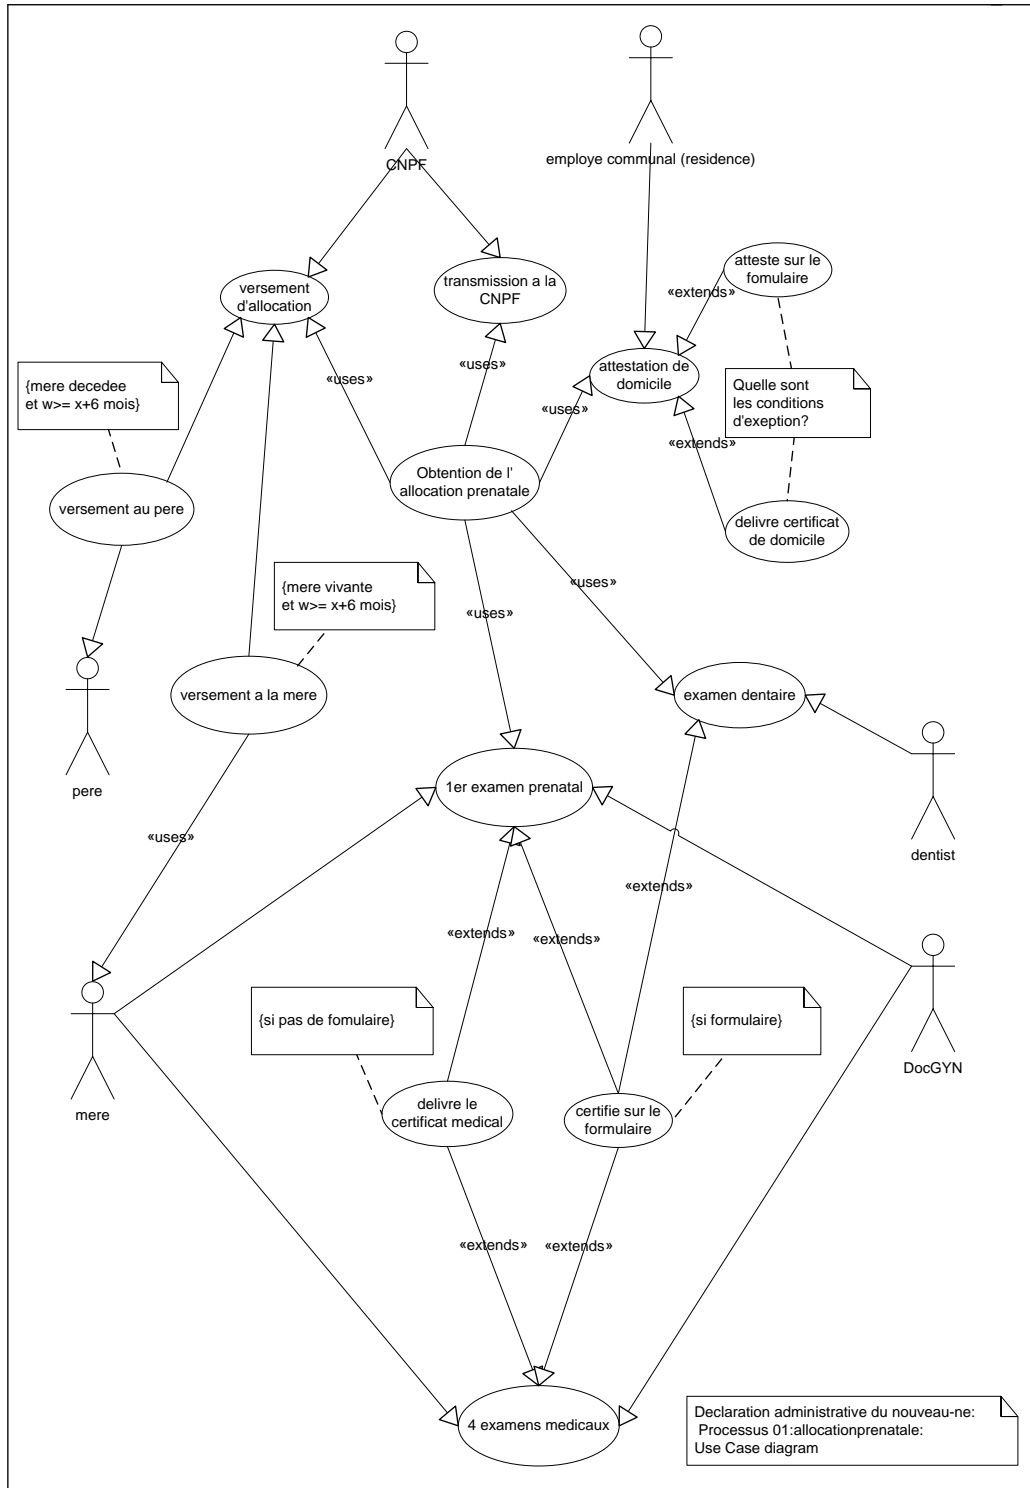 CNPF
employe communal (residence)
versement
d'allocation
transmission a la
CNPF
atteste sur le
fomulaire
«extends»
«uses»
«uses»
attestation de
domicile
{mere decedee
et w>= x+6 mois}
Quelle sont
les conditions
d'exeption?
«uses»
«extends»
Obtention de l'
allocation prenatale
versement au pere
delivre certificat
de domicile
{mere vivante
et w>= x+6 mois}
«uses»
«uses»
versement a la mere
examen dentaire
pere
1er examen prenatal
«uses»
dentist
«extends»
«extends»
«extends»
{si pas de fomulaire}
{si formulaire}
DocGYN
mere
delivre le
certificat medical
certifie sur le
formulaire
«extends»
«extends»
4 examens medicaux
Declaration administrative du nouveau-ne:
Processus 01:allocationprenatale:
Use Case diagram